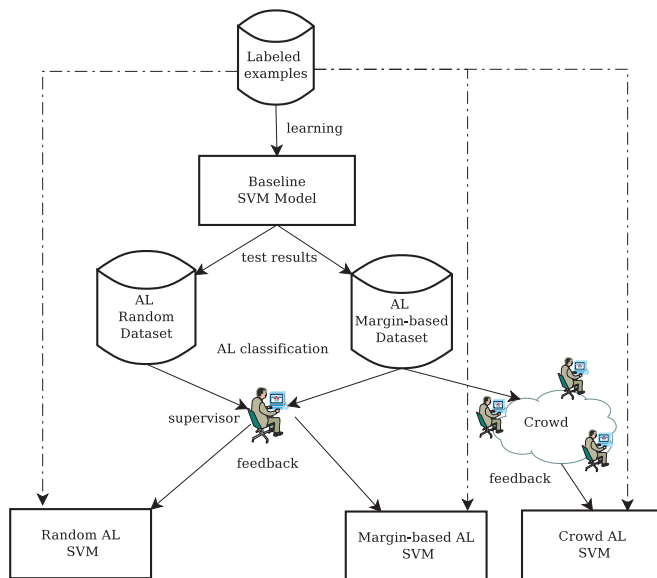 Labeled
examples
learning
Baseline
SVM Model
test results
AL
Random
Dataset
AL
Margin-based
Dataset
AL classification
supervisor
Crowd
feedback
feedback
Random AL
SVM
Margin-based AL
SVM
Crowd AL
SVM